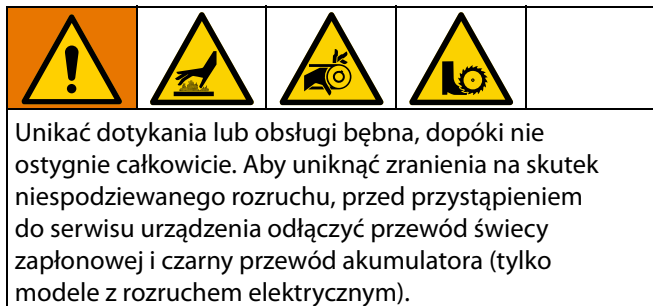 Unikać dotykania lub obsługi bębna, dopóki nie
ostygnie całkowicie. Aby uniknąć zranienia na skutek
niespodziewanego rozruchu, przed przystąpieniem
do serwisu urządzenia odłączyć przewód świecy
zapłonowej i czarny przewód akumulatora (tylko
modele z rozruchem elektrycznym).